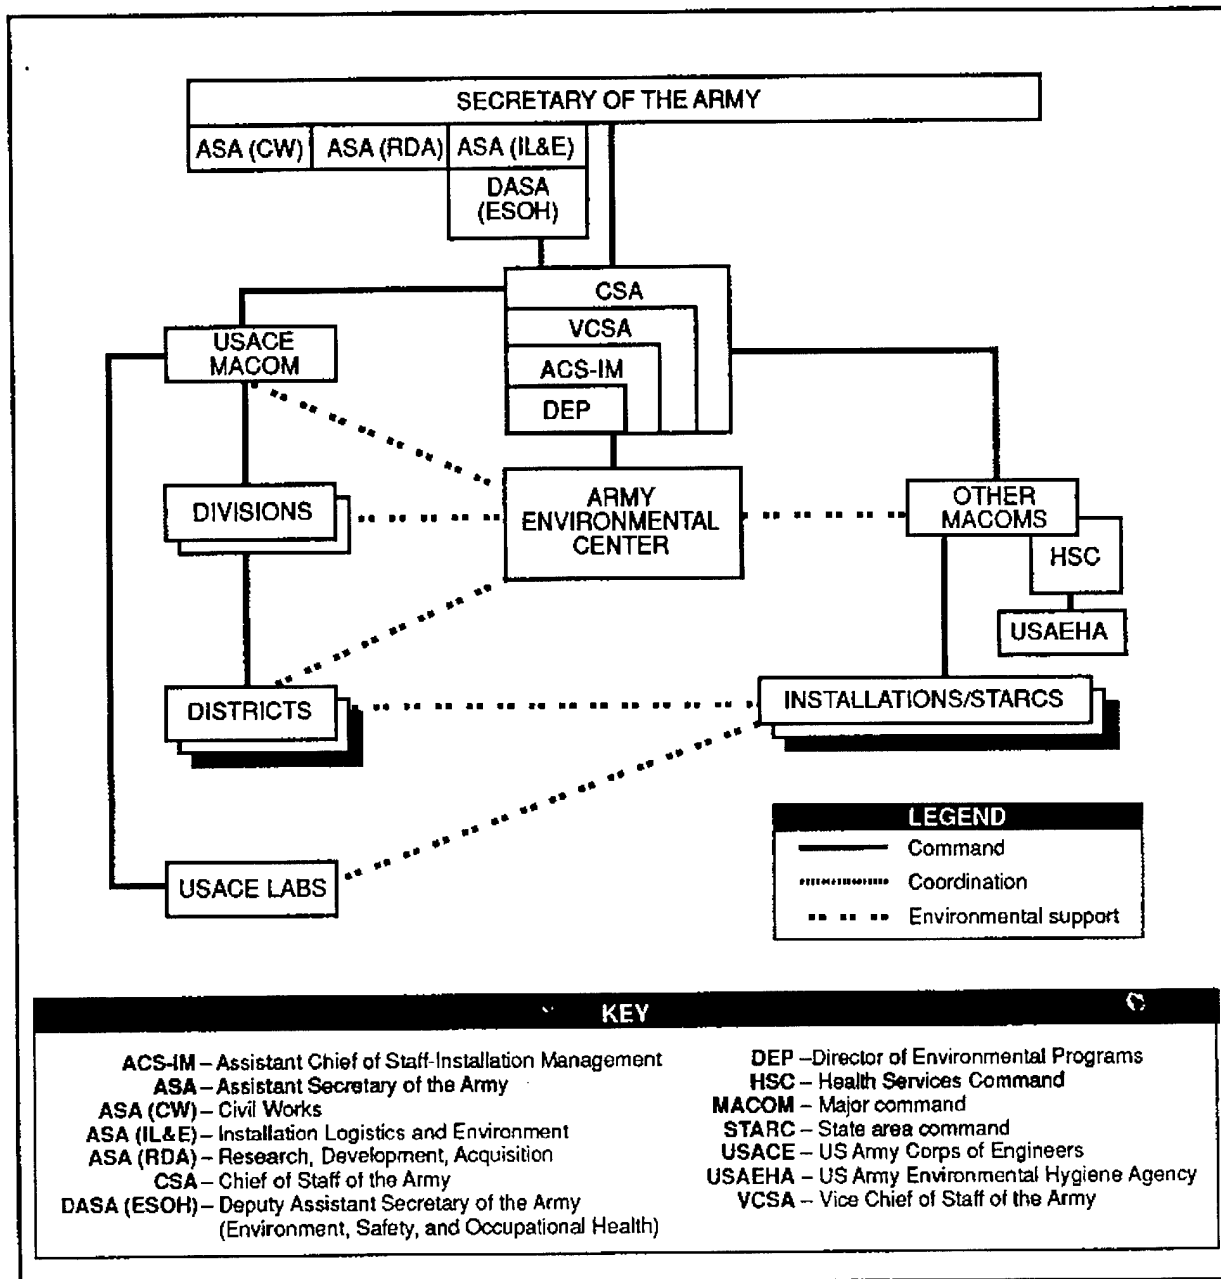 SECRETARY OF THE ARMY
ASA (CW) ASA (RDA) ASA (IL&E)
DASA
(ESOH)
CSA
VCSA
ACS-IM
DEP
USACE
MACOM
DIVISIONS
ARMY
ENVIRONMENTAL
CENTER
OTHER
MACOMS
HSC
USAEHA
DISTRICTS
INSTALLATIONS/STARCS
USACE LABS
LEGEND
Command
Coordination
Environmental support
KEY
ACS-IM – Assistant Chief of Staff-Installation Management
ASA – Assistant Secretary of the Army
ASA (CW) – Civil Works
ASA (IL&E) – Installation Logistics and Environment
ASA (RDA) – Research, Development, Acquisition
CSA – Chief of Staff of the Army
DASA (ESOH) – Deputy Assistant Secretary of the Army
(Environment, Safety, and Occupational Health)
DEP –Director of Environmental Programs
HSC – Health Services Command
MACOM – Major command
STARC – State area command
USACE – US Army Corps of Engineers
USAEHA – US Army Environmental Hygiene Agency
VCSA – Vice Chief of Staff of the Army